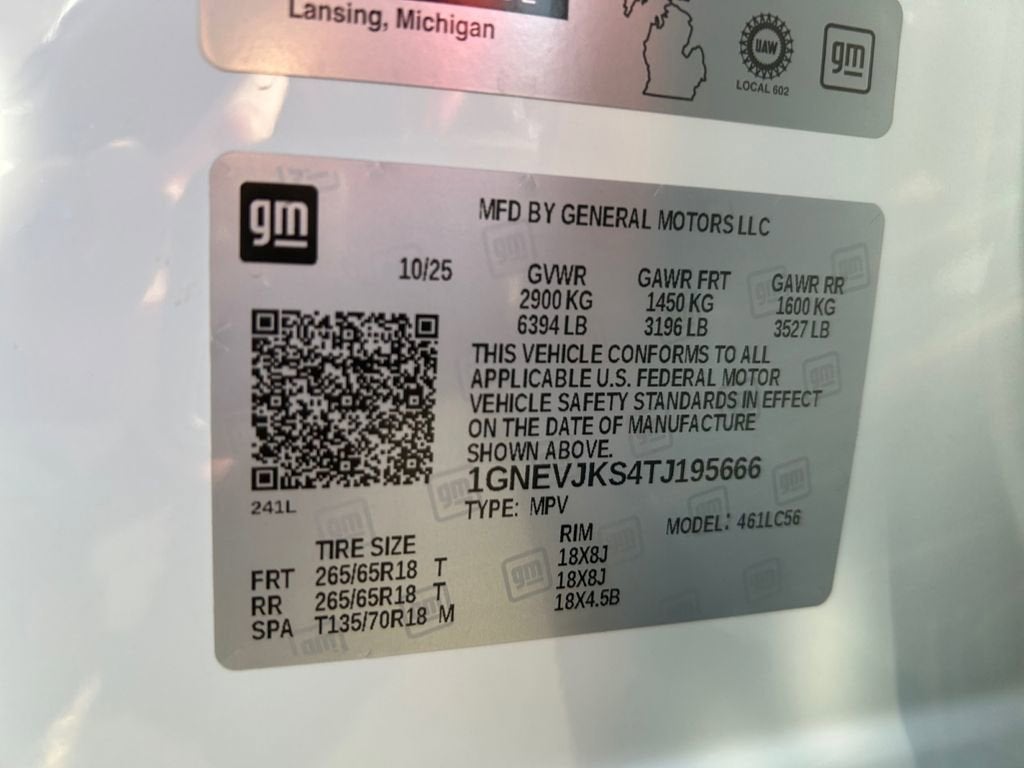 Lansing, Michigan
UAW
LOCAL 602
gm
gm
MFD BY GENERAL MOTORS LLC
10/25
GVWR GAWR FRT GAWR RR
2900 KG 1450 KG 1600 KG
6394 LB 3196 LB 3527 LB
THIS VEHICLE CONFORMS TO ALL
APPLICABLE U.S. FEDERAL MOTOR
VEHICLE SAFETY STANDARDS IN EFFECT
ON THE DATE OF MANUFACTURE
SHOWN ABOVE.
1GNEVJKS4TJ195666
241L
TYPE: MPV MODEL: 461LC56
TIRE SIZE RIM
FRT 265/65R18 T 18X8J
RR 265/65R18 T 18X8J
SPA T135/70R18 M 18X4.5B